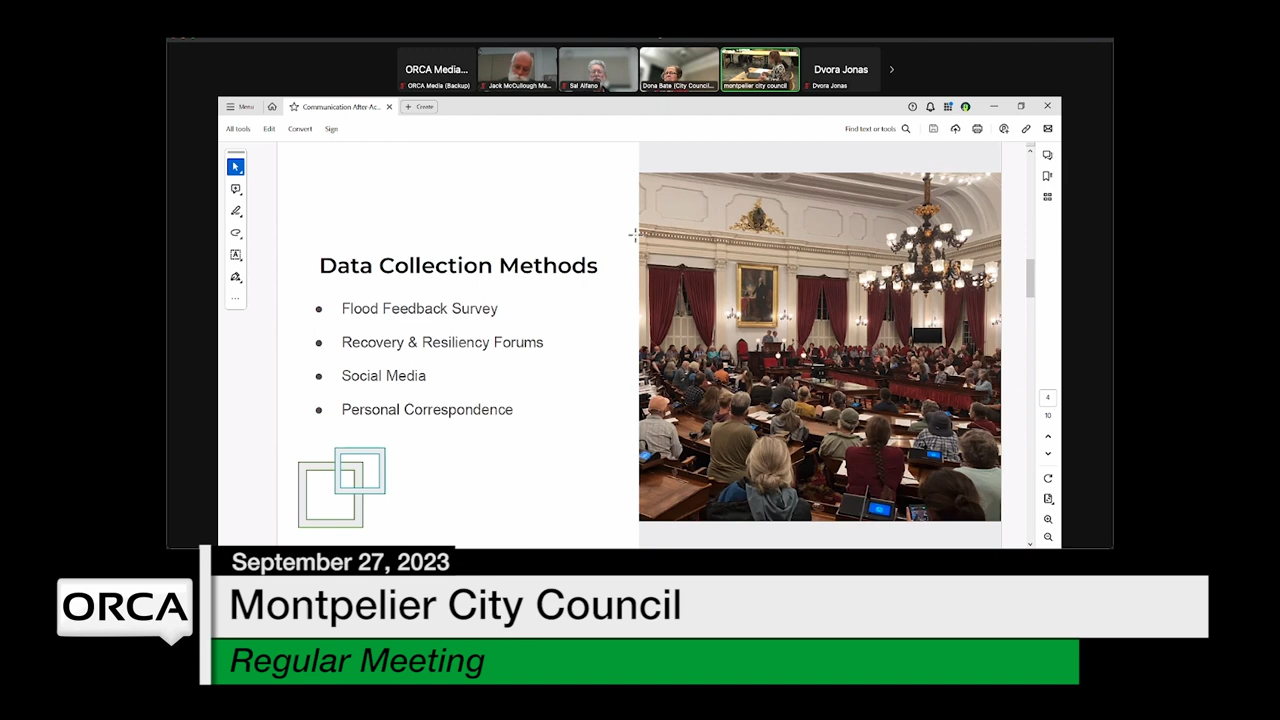 ORCA Media...
ORCA Media (Backup)
Jack McCullough Ma...
Sal Alfano
Dona Bate (City Council...
montpelier city council
Dvora Jonas
Dvora Jonas
Menu
Communication After-Ac...
Create
All tools
Edit
Convert
Sign
Find text or tools
Data Collection Methods
Flood Feedback Survey
Recovery & Resiliency Forums
Social Media
Personal Correspondence
4
10
September 27, 2023
ORCA
Montpelier City Council
Regular Meeting